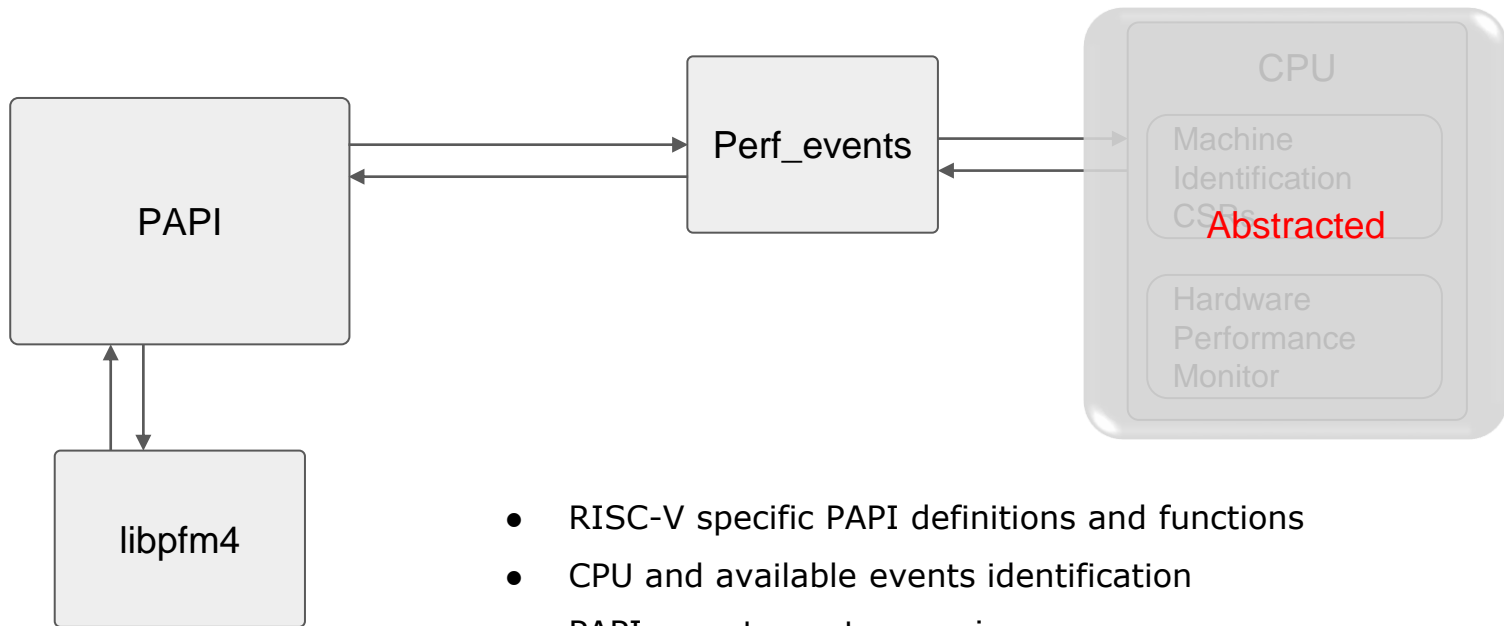 CPU
Machine
Identification
CSRs
Abstracted
Hardware
Performance
Monitor
Perf_events
PAPI
libpfm4
● RISC-V specific PAPI definitions and functions
● CPU and available events identification